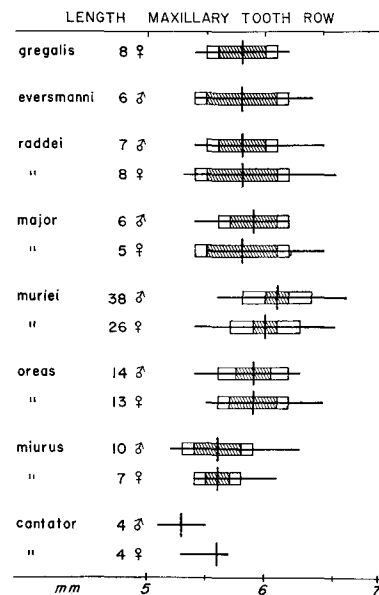 LENGTH MAXILLARY TOOTH ROW
gregalis 8 ♀
eversmanni 6 ♂
raddei 7 ♂
" 8 ♀
major 6 ♂
" 5 ♀
muriei 38 ♂
" 26 ♀
oreas 14 ♂
" 13 ♀
miurus 10 ♂
" 7 ♀
cantator 4 ♂
" 4 ♀
mm 5 6 7